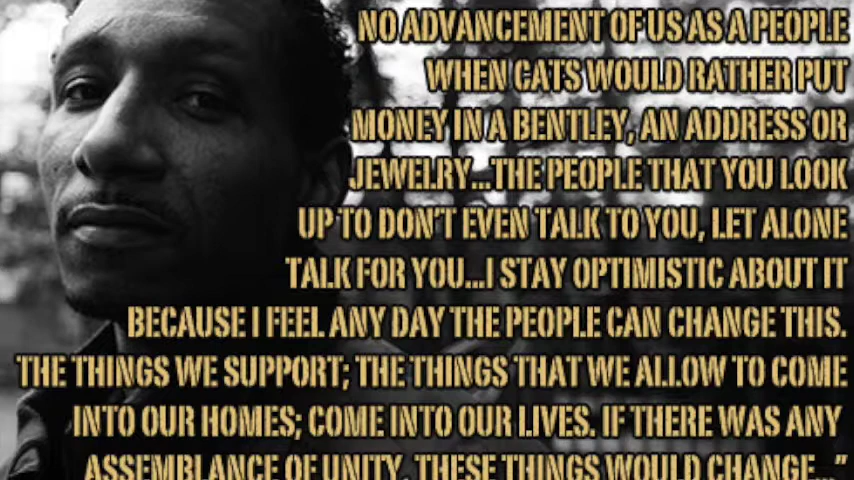 NO ADVANCEMENT OF US AS A PEOPLE
WHEN CATS WOULD RATHER PUT
MONEY IN A BENTLEY, AN ADDRESS OR
JEWELRY...THE PEOPLE THAT YOU LOOK
UP TO DON'T EVEN TALK TO YOU, LET ALONE
TALK FOR YOU...I STAY OPTIMISTIC ABOUT IT
BECAUSE I FEEL ANY DAY THE PEOPLE CAN CHANGE THIS.
THE THINGS WE SUPPORT; THE THINGS THAT WE ALLOW TO COME
INTO OUR HOMES; COME INTO OUR LIVES. IF THERE WAS ANY
ASSEMBLANCE OF UNITY, THESE THINGS WOULD CHANGE..."